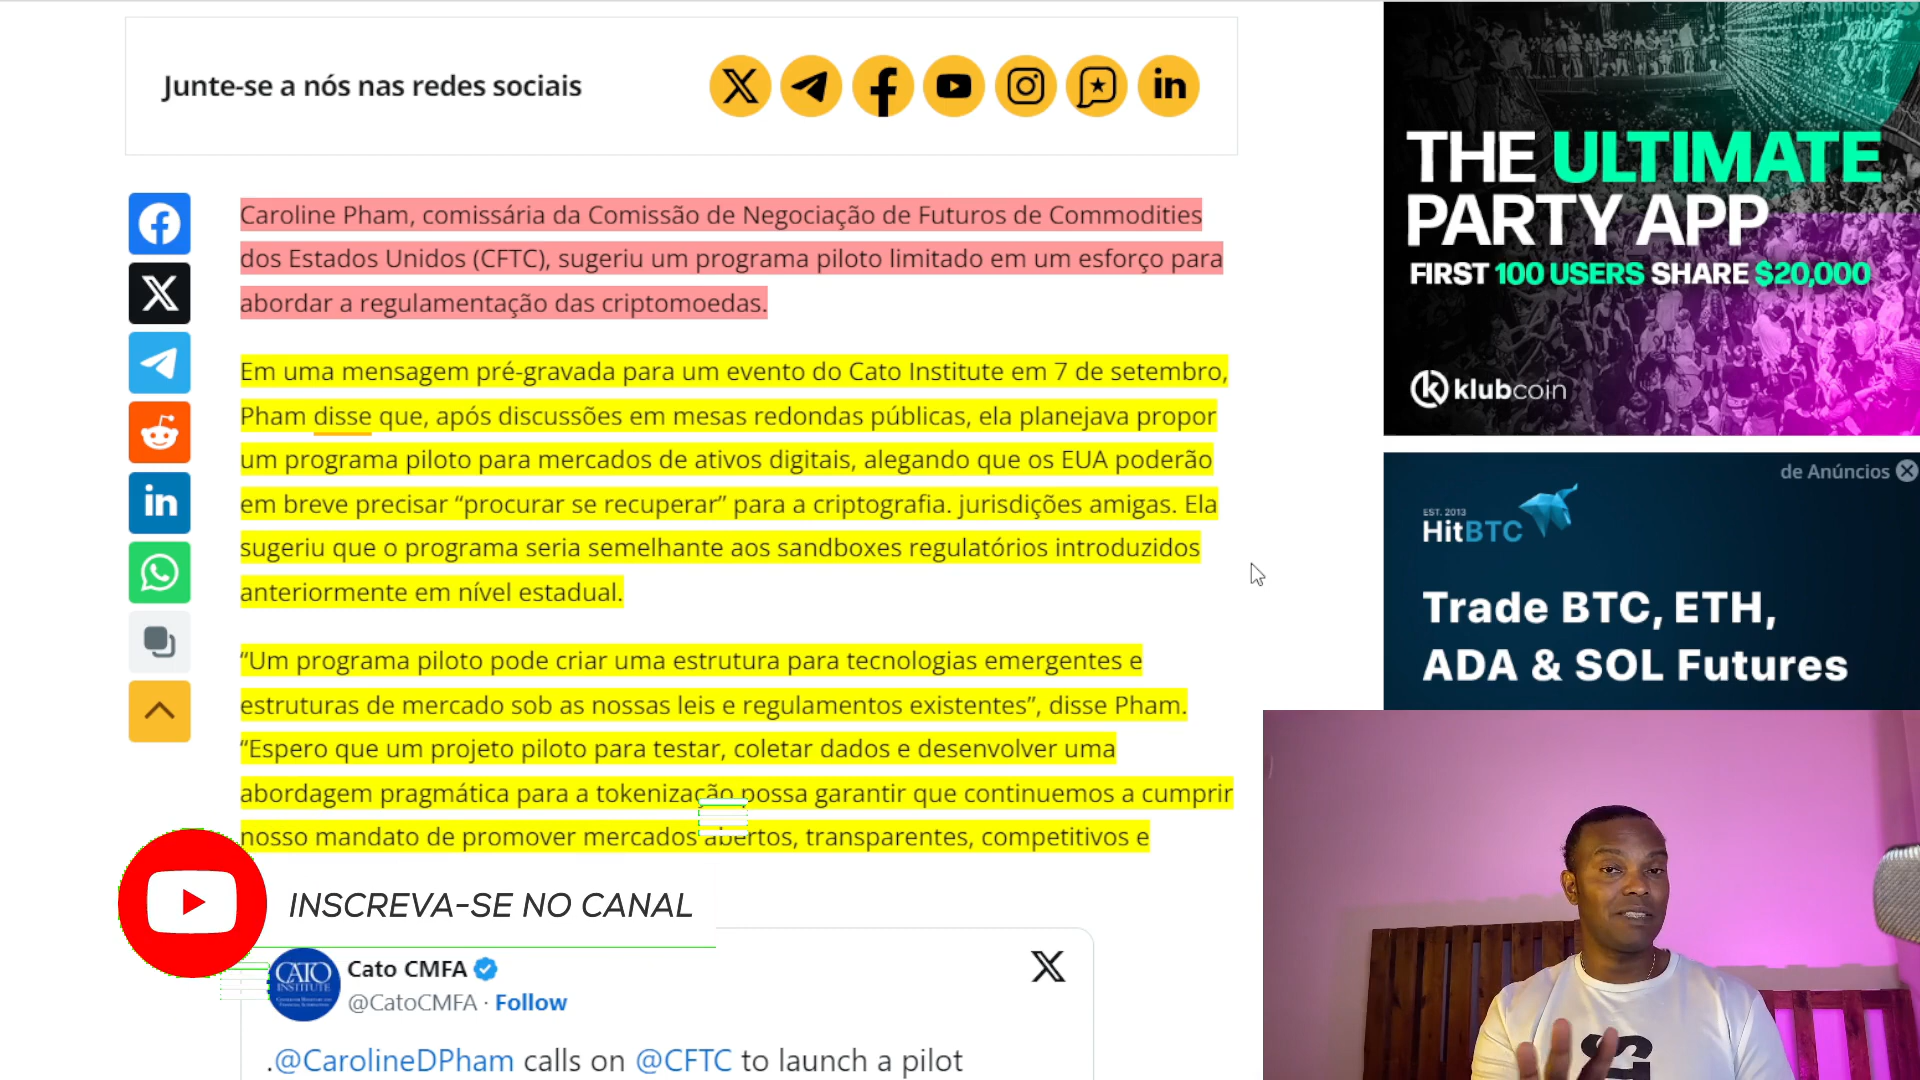 Junte-se a nós nas redes sociais
Caroline Pham, comissária da Comissão de Negociação de Futuros de Commodities
dos Estados Unidos (CFTC), sugeriu um programa piloto limitado em um esforço para
abordar a regulamentação das criptomoedas.
Em uma mensagem pré-gravada para um evento do Cato Institute em 7 de setembro,
Pham disse que, após discussões em mesas redondas públicas, ela planejava propor
um programa piloto para mercados de ativos digitais, alegando que os EUA poderão
em breve precisar “procurar se recuperar” para a criptografia. jurisdições amigas. Ela
sugeriu que o programa seria semelhante aos sandboxes regulatórios introduzidos
anteriormente em nível estadual.
“Um programa piloto pode criar uma estrutura para tecnologias emergentes e
estruturas de mercado sob as nossas leis e regulamentos existentes”, disse Pham.
“Espero que um projeto piloto para testar, coletar dados e desenvolver uma
abordagem pragmática para a tokenização possa garantir que continuemos a cumprir
nosso mandato de promover mercados abertos, transparentes, competitivos e
INSCREVA-SE NO CANAL
CATO
INSTITUTE
Cato CMFA
@CatoCMFA · Follow
.@CarolineDPham calls on @CFTC to launch a pilot
de Anúncios
THE ULTIMATE
PARTY APP
FIRST 100 USERS SHARE $20,000
klubcoin
de Anúncios
EST. 2013
HitBTC
Trade BTC, ETH,
ADA & SOL Futures